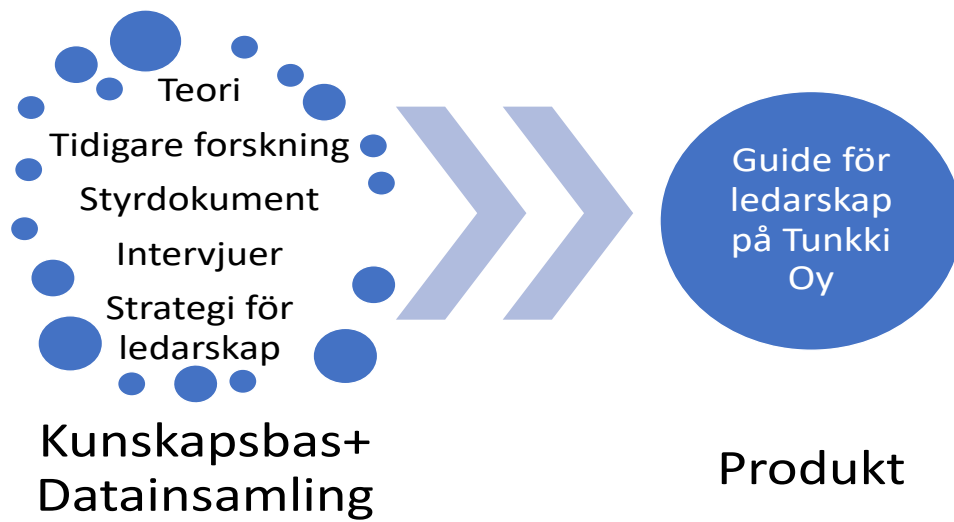 Teori
Tidigare forskning
Styrdokument
Intervjuer
Strategi för
ledarskap
Kunskapsbas+
Datainsamling
Guide för
ledarskap
på Tunkki
Oy
Produkt